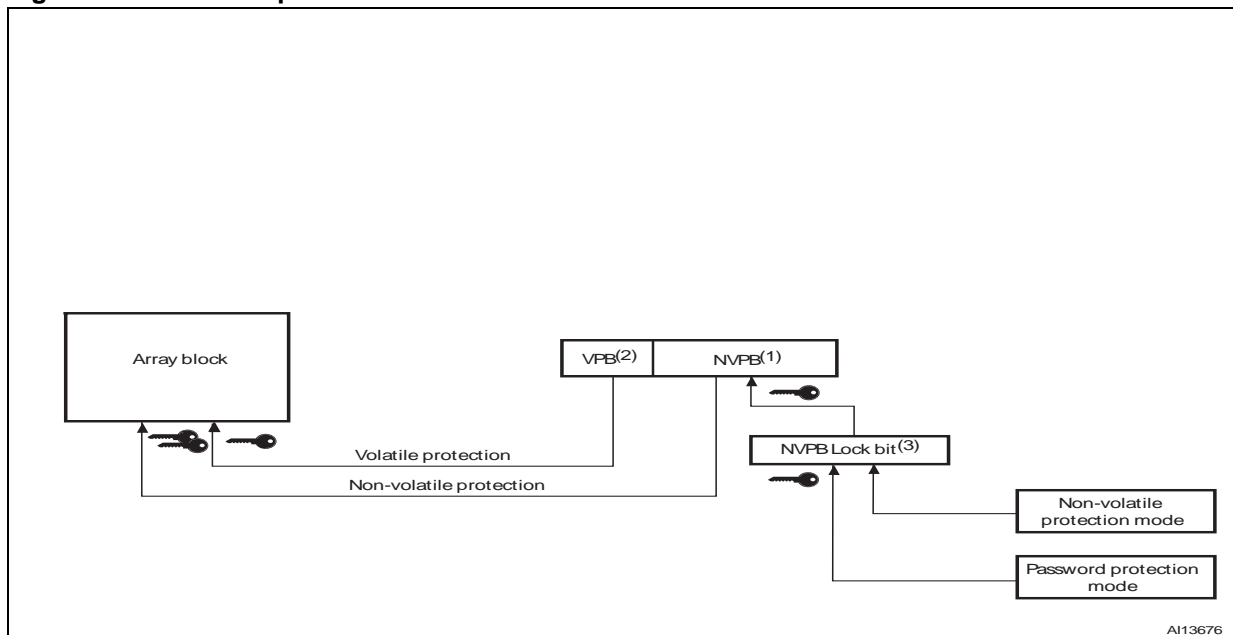 Array block
VPB(2)
NVPB(1)
NVPB Lock bit(3)
Volatile protection
Non-volatile protection
Non-volatile
protection mode
Password protection
mode
AI13676